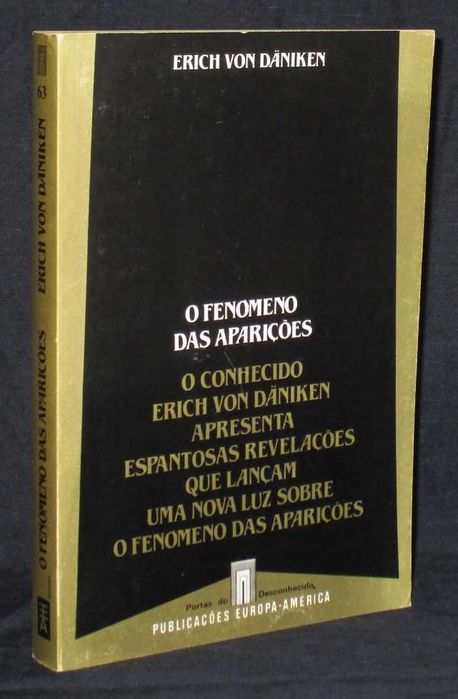 ERICH VON DÄNIKEN
O FENOMENO
DAS APARIÇÕES
O CONHECIDO
ERICH VON DÄNIKEN
APRESENTA
ESPANTOSAS REVELAÇÕES
QUE LANÇAM
UMA NOVA LUZ SOBRE
O FENOMENO DAS APARIÇÕES
Portas do Desconhecido
PUBLICAÇÕES EUROPA-AMÉRICA
63
ERICH VON DÄNIKEN
O FENOMENO DAS APARIÇÕES